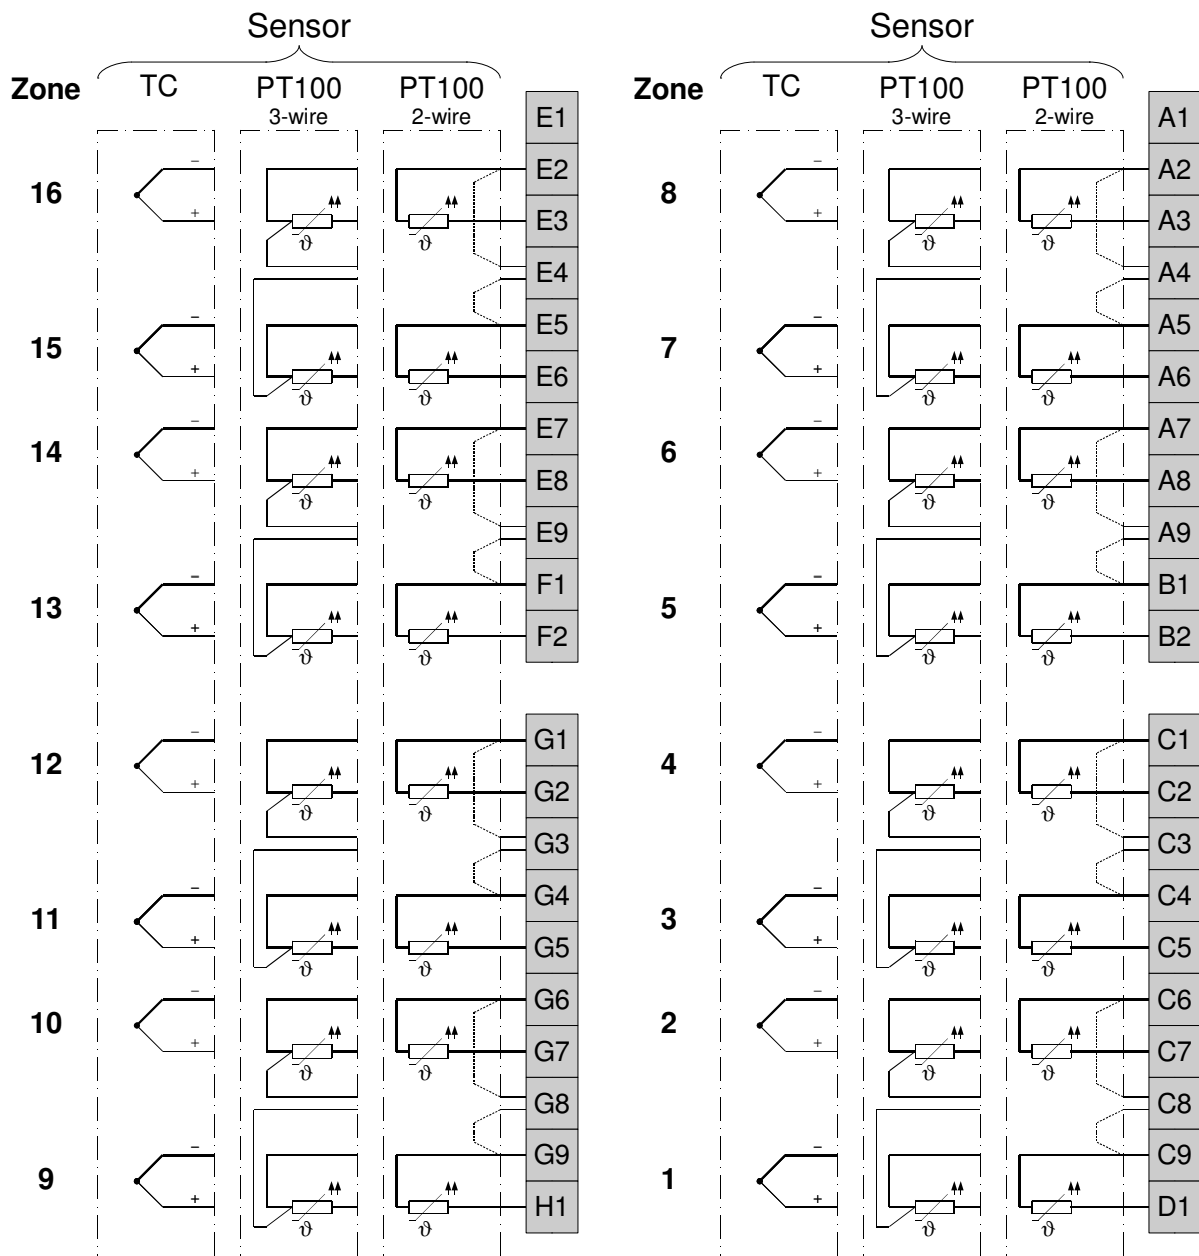 Sensor
Zone TC PT100 PT100
3-wire 2-wire
E1
16 − E2
+ ϑ ϑ E3
E4
15 − E5
+ ϑ ϑ E6
14 − E7
+ ϑ ϑ E8
E9
13 − F1
+ ϑ ϑ F2
12 − G1
+ ϑ ϑ G2
G3
11 − G4
+ ϑ ϑ G5
10 − G6
+ ϑ ϑ G7
G8
9 − G9
+ ϑ ϑ H1
Sensor
Zone TC PT100 PT100
3-wire 2-wire
A1
8 − A2
+ ϑ ϑ A3
A4
7 − A5
+ ϑ ϑ A6
6 − A7
+ ϑ ϑ A8
A9
5 − B1
+ ϑ ϑ B2
4 − C1
+ ϑ ϑ C2
C3
3 − C4
+ ϑ ϑ C5
2 − C6
+ ϑ ϑ C7
C8
1 − C9
+ ϑ ϑ D1